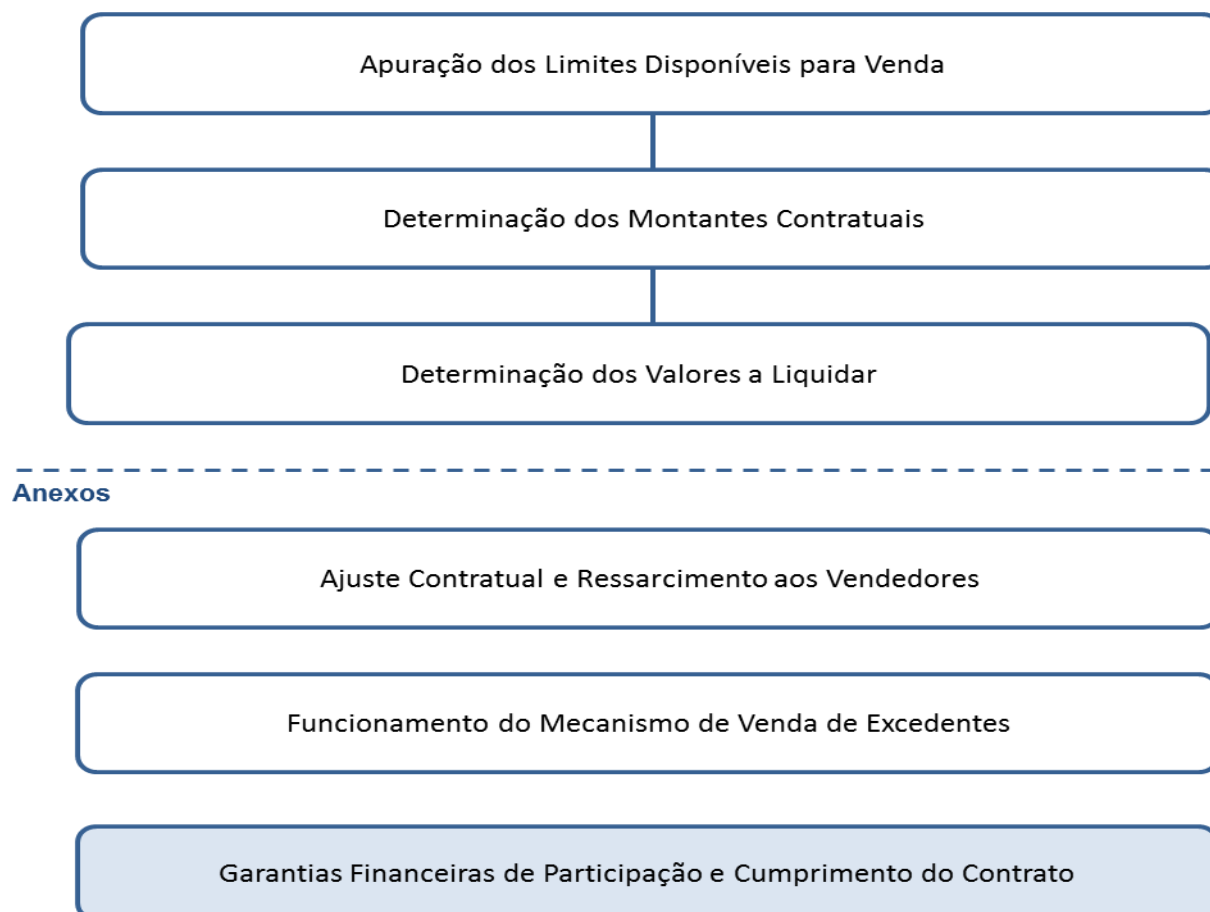 Apuração dos Limites Disponíveis para Venda
Determinação dos Montantes Contratuais
Determinação dos Valores a Liquidar
Anexos
Ajuste Contratual e Ressarcimento aos Vendedores
Funcionamento do Mecanismo de Venda de Excedentes
Garantias Financeiras de Participação e Cumprimento do Contrato